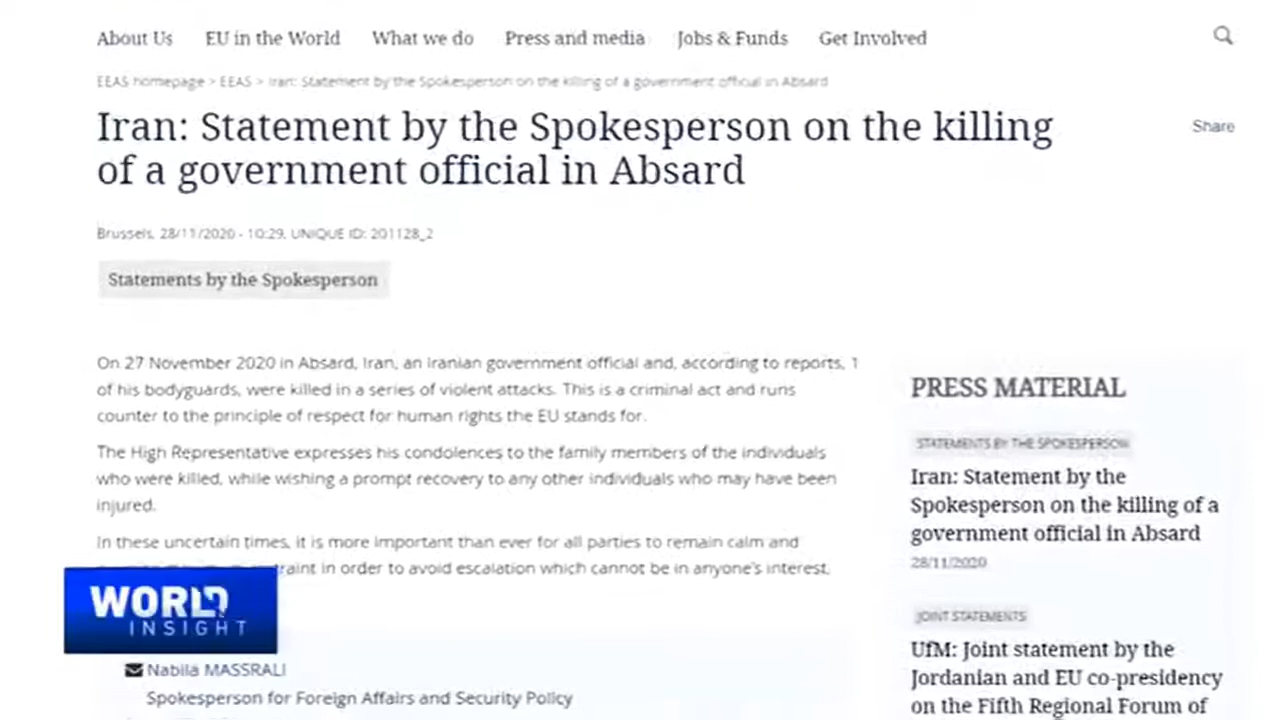 About Us EU in the World What we do Press and media Jobs & Funds Get Involved
EEAS homepage > EEAS > Iran: Statement by the Spokesperson on the killing of a government official in Absard
Iran: Statement by the Spokesperson on the killing
of a government official in Absard
Share
Brussels, 28/11/2020 - 10:29, UNIQUE ID: 201128_2
Statements by the Spokesperson
On 27 November 2020 in Absard, Iran, an Iranian government official and, according to reports, 1
of his bodyguards, were killed in a series of violent attacks. This is a criminal act and runs
counter to the principle of respect for human rights the EU stands for.
The High Representative expresses his condolences to the family members of the individuals
who were killed, while wishing a prompt recovery to any other individuals who may have been
injured.
In these uncertain times, it is more important than ever for all parties to remain calm and
raint in order to avoid escalation which cannot be in anyone's interest.
WORLD
INSIGHT
Nabila MASSRALI
Spokesperson for Foreign Affairs and Security Policy
PRESS MATERIAL
STATEMENTS BY THE SPOKESPERSON
Iran: Statement by the
Spokesperson on the killing of a
government official in Absard
28/11/2020
JOINT STATEMENTS
UfM: Joint statement by the
Jordanian and EU co-presidency
on the Fifth Regional Forum of